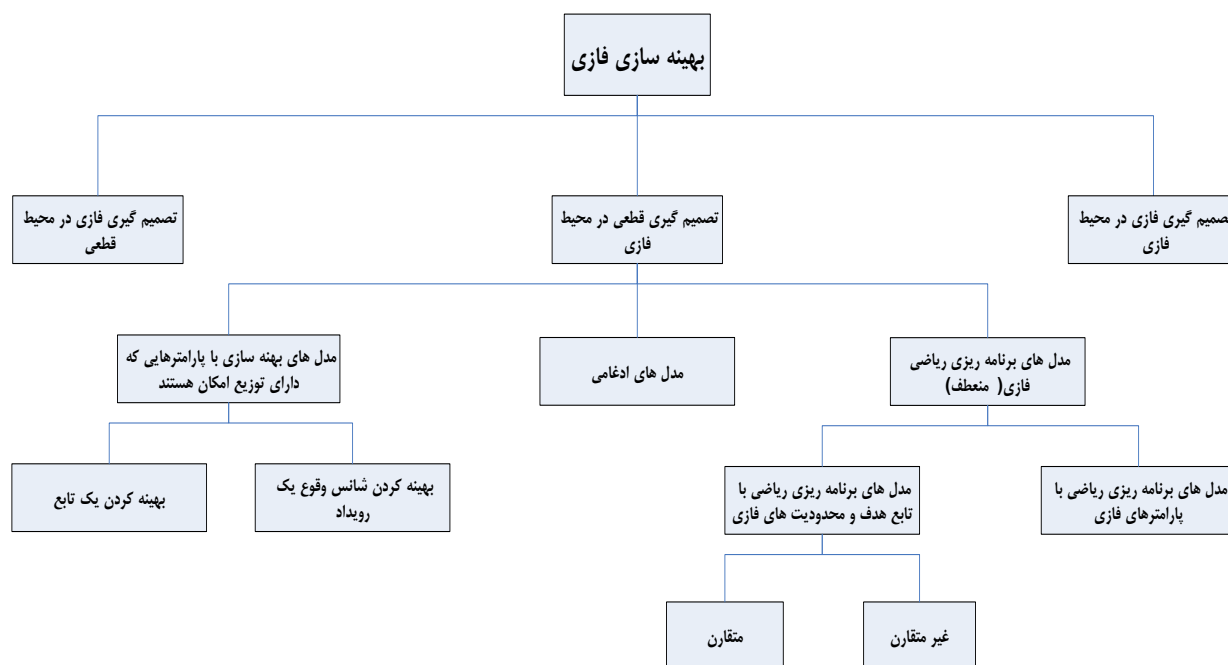 بهینه سازی فازی
تصمیم گیری فازی در محیط
فازی
تصمیم گیری قطعی در محیط
فازی
تصمیم گیری فازی در محیط
قطعی
مدل های برنامه ریزی ریاضی
فازی( منعطف)
مدل های ادغامی
مدل های بهنه سازی با پارامترهایی که
دارای توزیع امکان هستند
مدل های برنامه ریزی ریاضی با
پارامترهای فازی
مدل های برنامه ریزی ریاضی با
تابع هدف و محدودیت های فازی
بهینه کردن شانس وقوع یک
رویداد
بهینه کردن یک تابع
غیر متقارن
متقارن